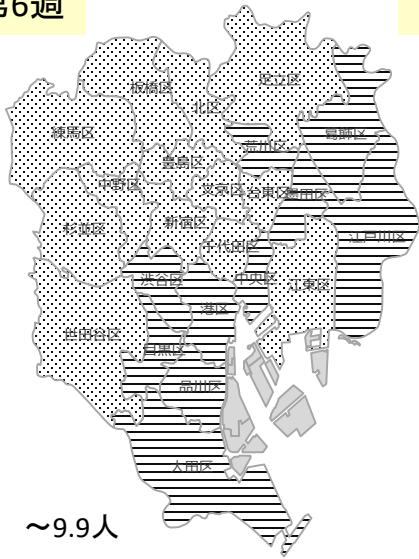 第6週
足立区
板橋区
北区
練馬区
葛飾区
荒川区
豊島区
中野区
文京区
台東区
墨田区
杉並区
新宿区
千代田区
江戸川区
渋谷区
中央区
江東区
港区
世田谷区
目黒区
品川区
大田区
～9.9人